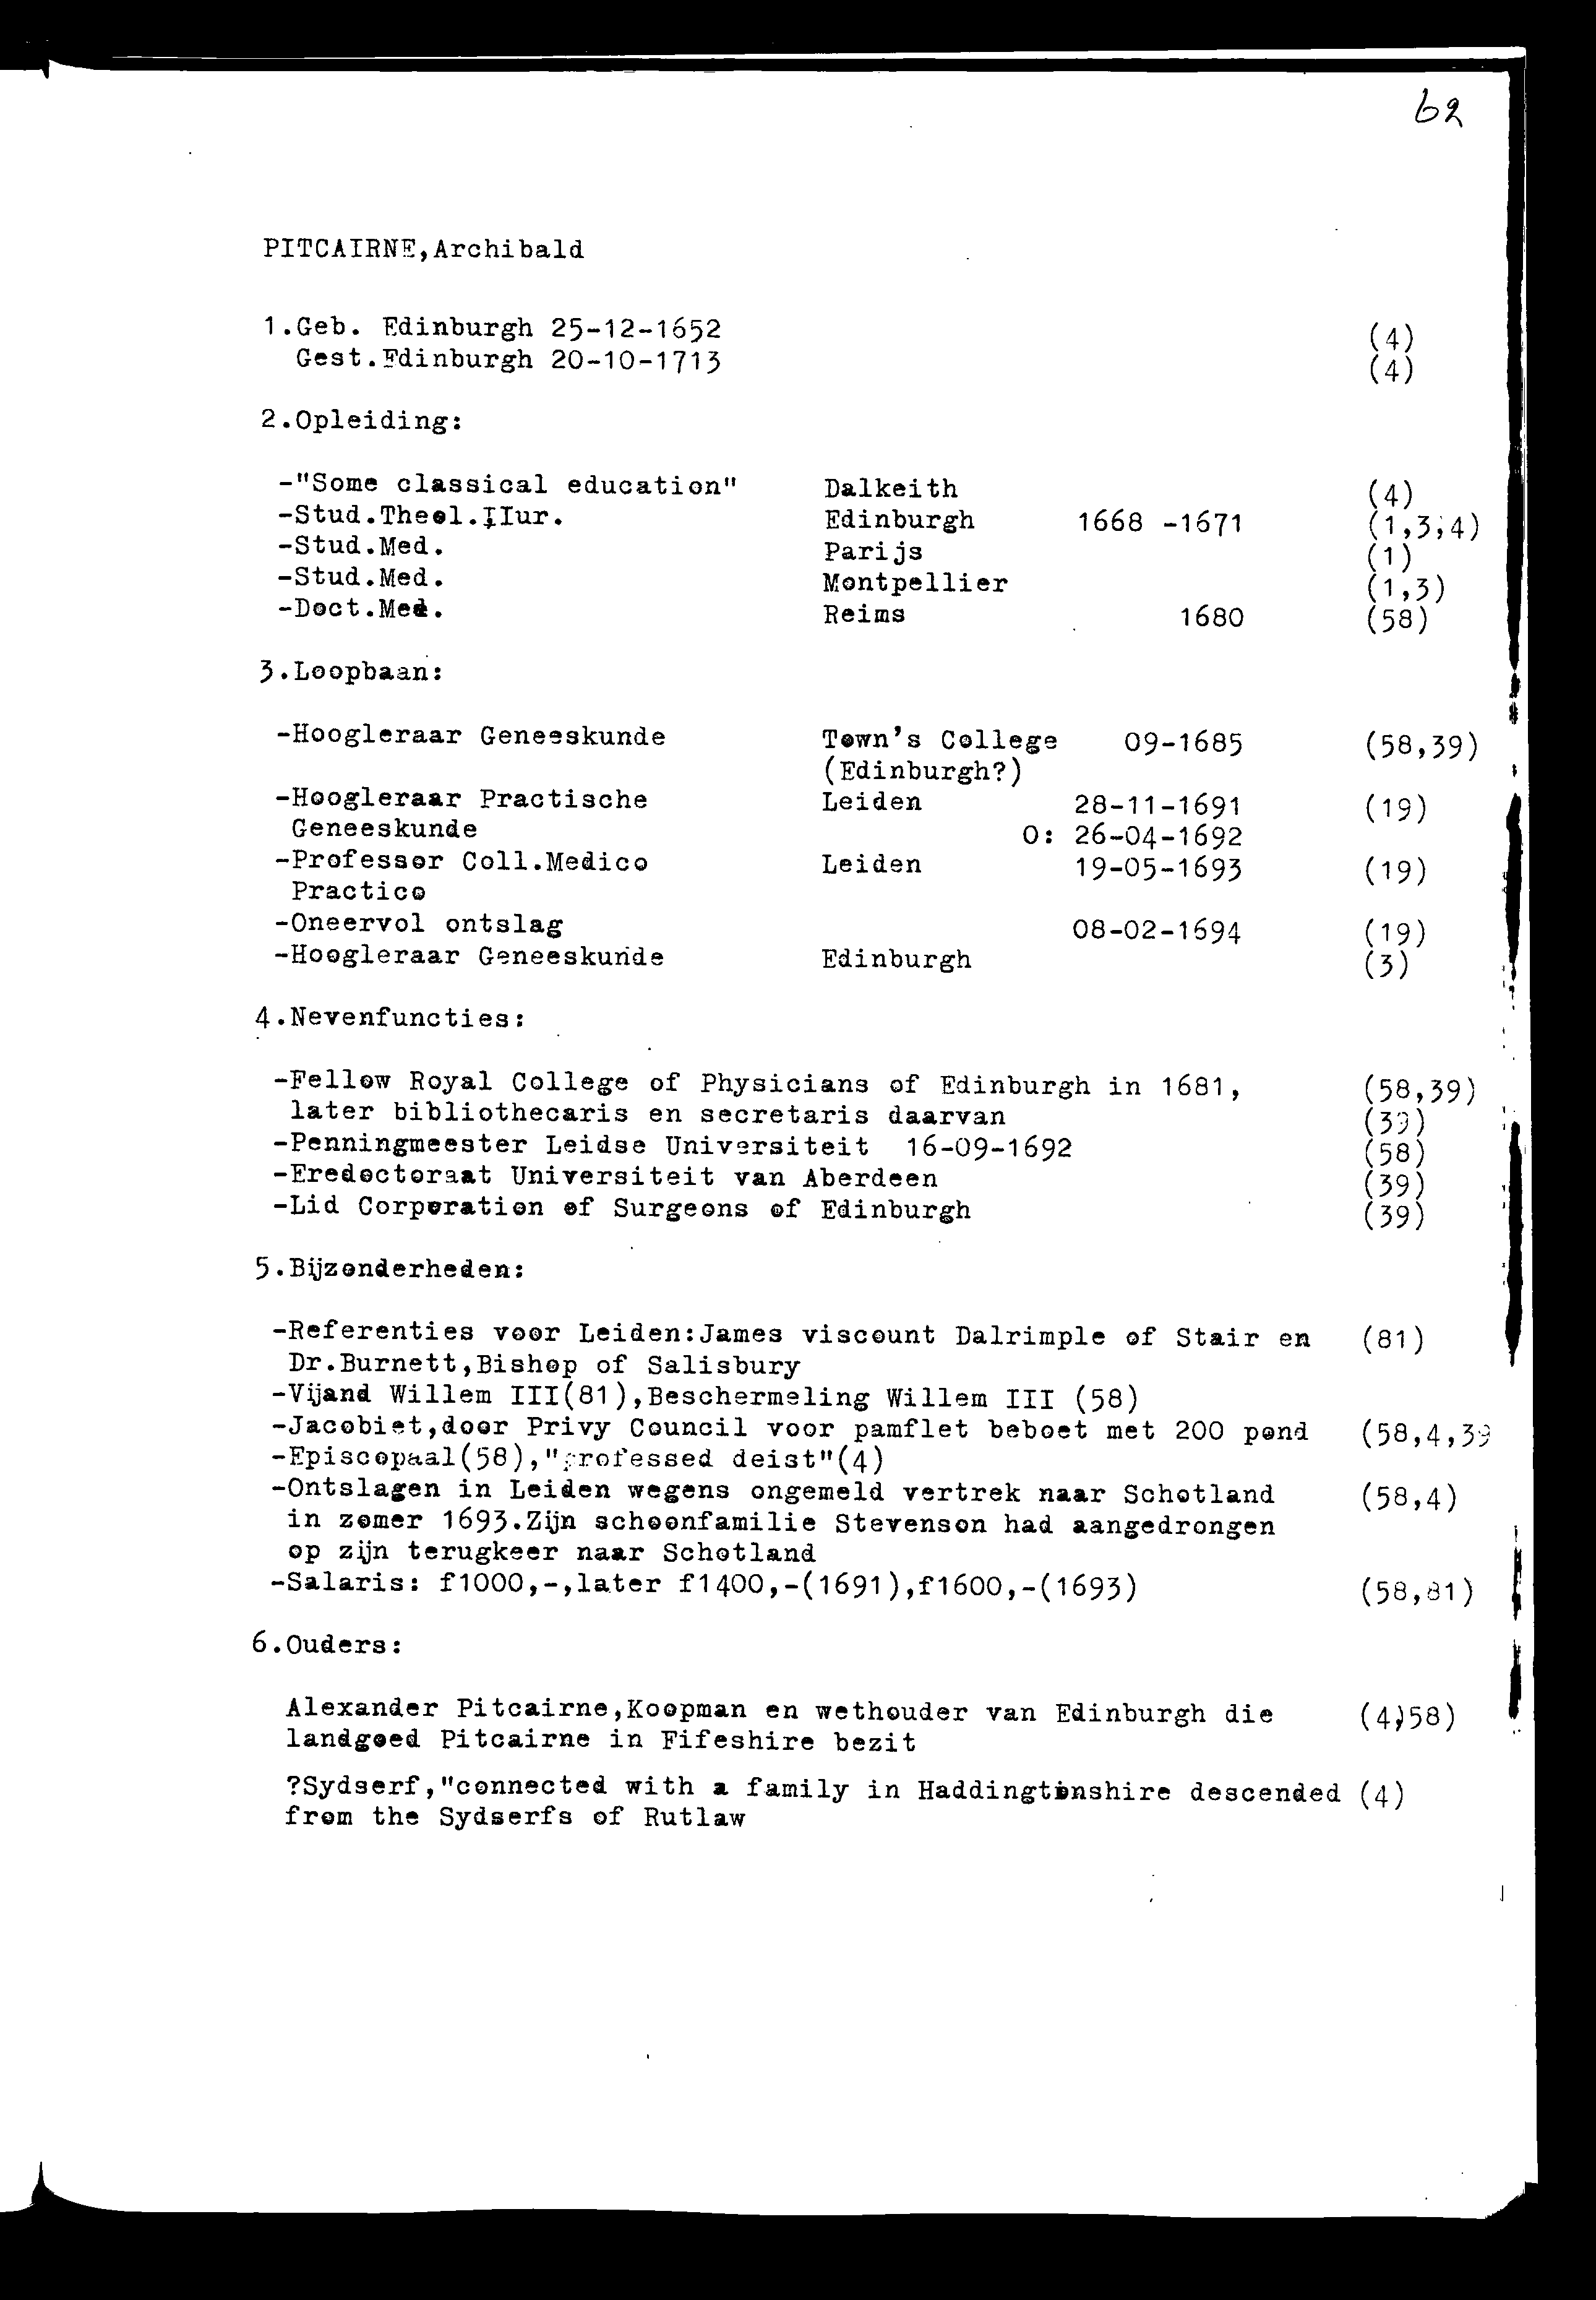 62
PITCAIRNE,Archibald
1.Geb. Edinburgh 25-12-1652 (4)
Gest.Edinburgh 20-10-1713 (4)
2.Opleiding:
-"Some classical education" Dalkeith (4)
-Stud.Theol.IIur. Edinburgh 1668 -1671 (1,3,4)
-Stud.Med. Parijs (1)
-Stud.Med. Montpellier (1,3)
-Doct.Med. Reims 1680 (58)
3.Loopbaan:
-Hoogleraar Geneeskunde Town's College 09-1685 (58,39)
(Edinburgh?)
-Hoogleraar Practische Leiden 28-11-1691 (19)
Geneeskunde O: 26-04-1692
-Professor Coll.Medico Leiden 19-05-1693 (19)
Practico
-Oneervol ontslag 08-02-1694 (19)
-Hoogleraar Geneeskunde Edinburgh (3)
4.Nevenfuncties:
-Fellow Royal College of Physicians of Edinburgh in 1681, (58,39)
later bibliothecaris en secretaris daarvan (39)
-Penningmeester Leidse Universiteit 16-09-1692 (58)
-Eredoctoraat Universiteit van Aberdeen (39)
-Lid Corporation of Surgeons of Edinburgh (39)
5.Bijzonderheden:
-Referenties voor Leiden:James viscount Dalrimple of Stair en (81)
Dr.Burnett,Bishop of Salisbury
-Vijand Willem III(81),Beschermeling Willem III (58)
-Jacobiet,door Privy Council voor pamflet beboet met 200 pond (58,4,39
-Episcopaal(58),"professed deist"(4)
-Ontslagen in Leiden wegens ongemeld vertrek naar Schotland (58,4)
in zomer 1693.Zijn schoonfamilie Stevenson had aangedrongen
op zijn terugkeer naar Schotland
-Salaris: f1000,-,later f1400,-(1691),f1600,-(1693) (58,81)
6.Ouders:
Alexander Pitcairne,Koopman en wethouder van Edinburgh die (4,58)
landgoed Pitcairne in Fifeshire bezit
?Sydserf,"connected with a family in Haddingtonshire descended (4)
from the Sydserfs of Rutlaw